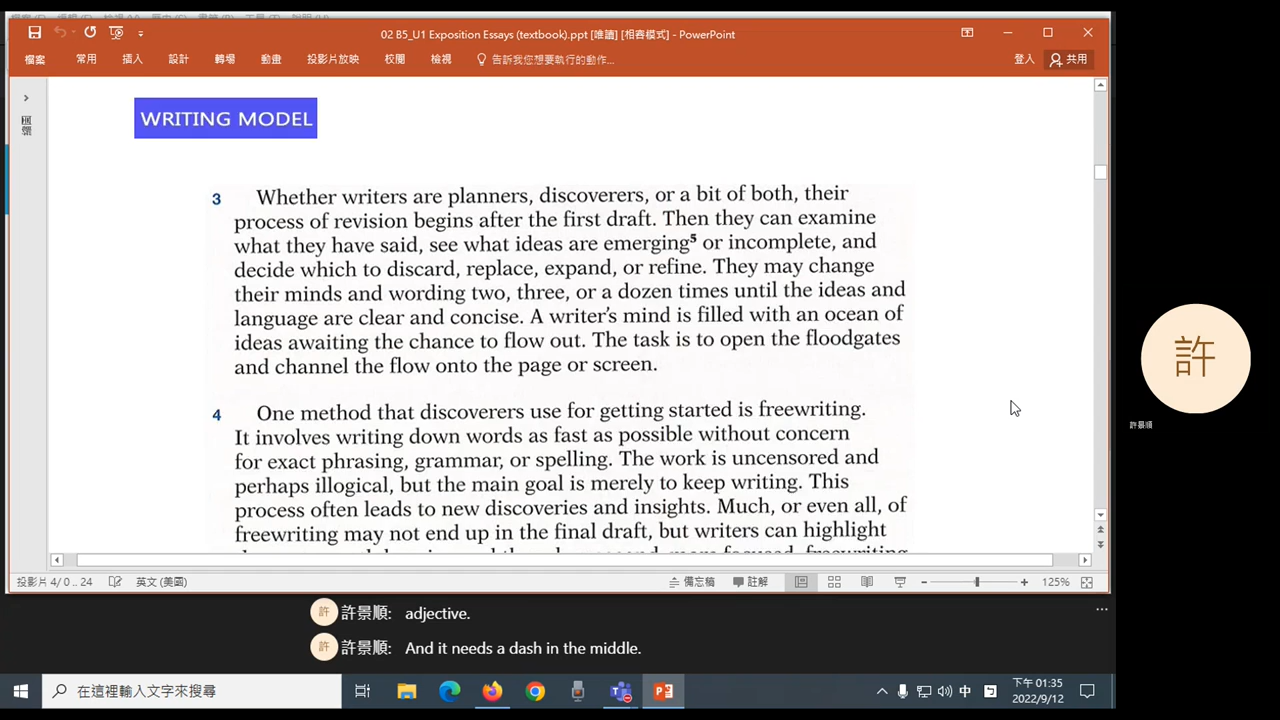 02 B5_U1 Exposition Essays (textbook).ppt [唯讀] [相容模式] - PowerPoint
檔案 常用 插入 設計 轉場 動畫 投影片放映 校閱 檢視 告訴我您想要執行的動作... 登入 共用
WRITING MODEL
3 Whether writers are planners, discoverers, or a bit of both, their
process of revision begins after the first draft. Then they can examine
what they have said, see what ideas are emerging⁵ or incomplete, and
decide which to discard, replace, expand, or refine. They may change
their minds and wording two, three, or a dozen times until the ideas and
language are clear and concise. A writer's mind is filled with an ocean of
ideas awaiting the chance to flow out. The task is to open the floodgates
and channel the flow onto the page or screen.
4 One method that discoverers use for getting started is freewriting.
It involves writing down words as fast as possible without concern
for exact phrasing, grammar, or spelling. The work is uncensored and
perhaps illogical, but the main goal is merely to keep writing. This
process often leads to new discoveries and insights. Much, or even all, of
freewriting may not end up in the final draft, but writers can highlight
許
許景順
投影片 4/ 0 .. 24 英文 (美國) 備忘稿 註解 125%
許 許景順: adjective.
許 許景順: And it needs a dash in the middle.
在這裡輸入文字來搜尋
中
下午 01:35
2022/9/12